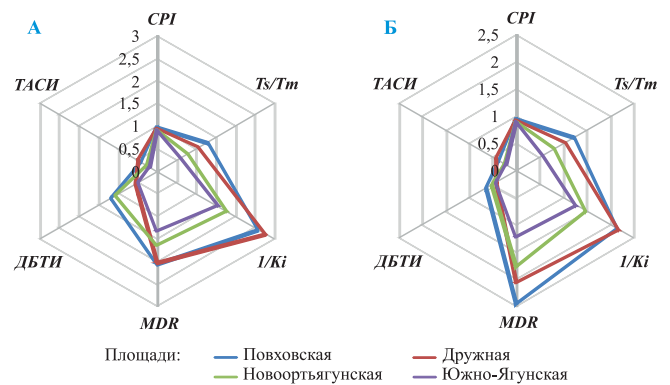 А
CPI
3
2,5
2
1,5
1
0,5
0
Ts/Tm
1/Ki
MDR
ДБТИ
ТАСИ
Б
CPI
2,5
2
1,5
1
0,5
0
Ts/Tm
1/Ki
MDR
ДБТИ
ТАСИ
Площади: Повховская Дружная
Новоортьягунская Южно-Ягунская